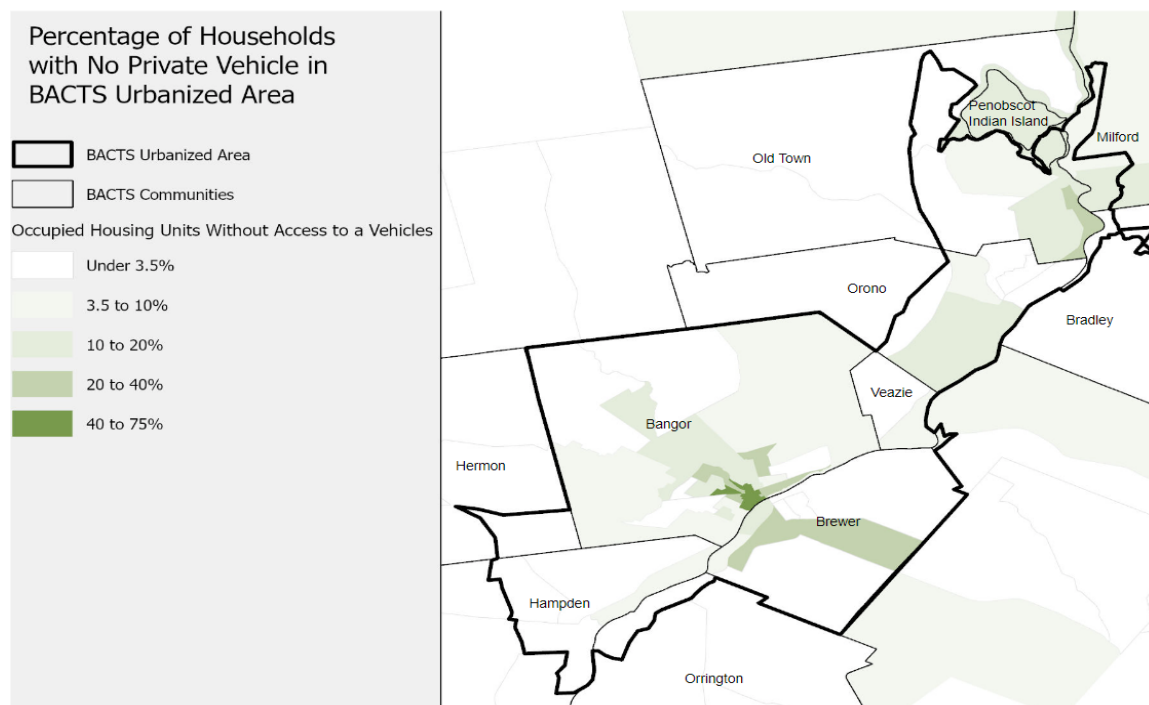 Percentage of Households
with No Private Vehicle in
BACTS Urbanized Area
BACTS Urbanized Area
BACTS Communities
Occupied Housing Units Without Access to a Vehicles
Under 3.5%
3.5 to 10%
10 to 20%
20 to 40%
40 to 75%
Penobscot
Indian Island
Milford
Old Town
Orono
Bradley
Veazie
Bangor
Hermon
Brewer
Hampden
Orrington